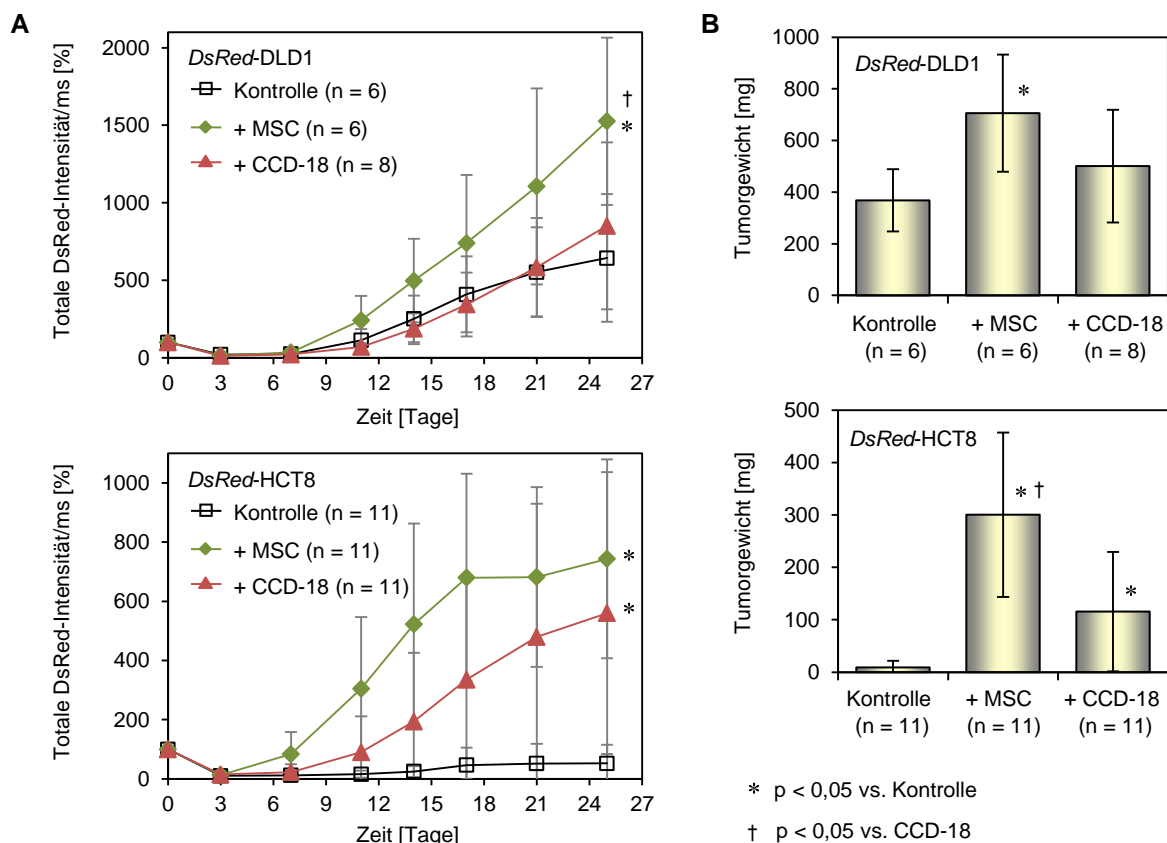 A
Totale DsRed-Intensität/ms [%]
2000
1500
1000
500
0
DsRed-DLD1
Kontrolle (n = 6)
+ MSC (n = 6)
+ CCD-18 (n = 8)
†
*
0 3 6 9 12 15 18 21 24 27
Zeit [Tage]
Totale DsRed-Intensität/ms [%]
1000
800
600
400
200
0
DsRed-HCT8
Kontrolle (n = 11)
+ MSC (n = 11)
+ CCD-18 (n = 11)
*
*
0 3 6 9 12 15 18 21 24 27
Zeit [Tage]
B
Tumorgewicht [mg]
1000
800
600
400
200
0
DsRed-DLD1
*
Kontrolle + MSC + CCD-18
(n = 6) (n = 6) (n = 8)
Tumorgewicht [mg]
500
400
300
200
100
0
DsRed-HCT8
* †
*
Kontrolle + MSC + CCD-18
(n = 11) (n = 11) (n = 11)
* p < 0,05 vs. Kontrolle
† p < 0,05 vs. CCD-18